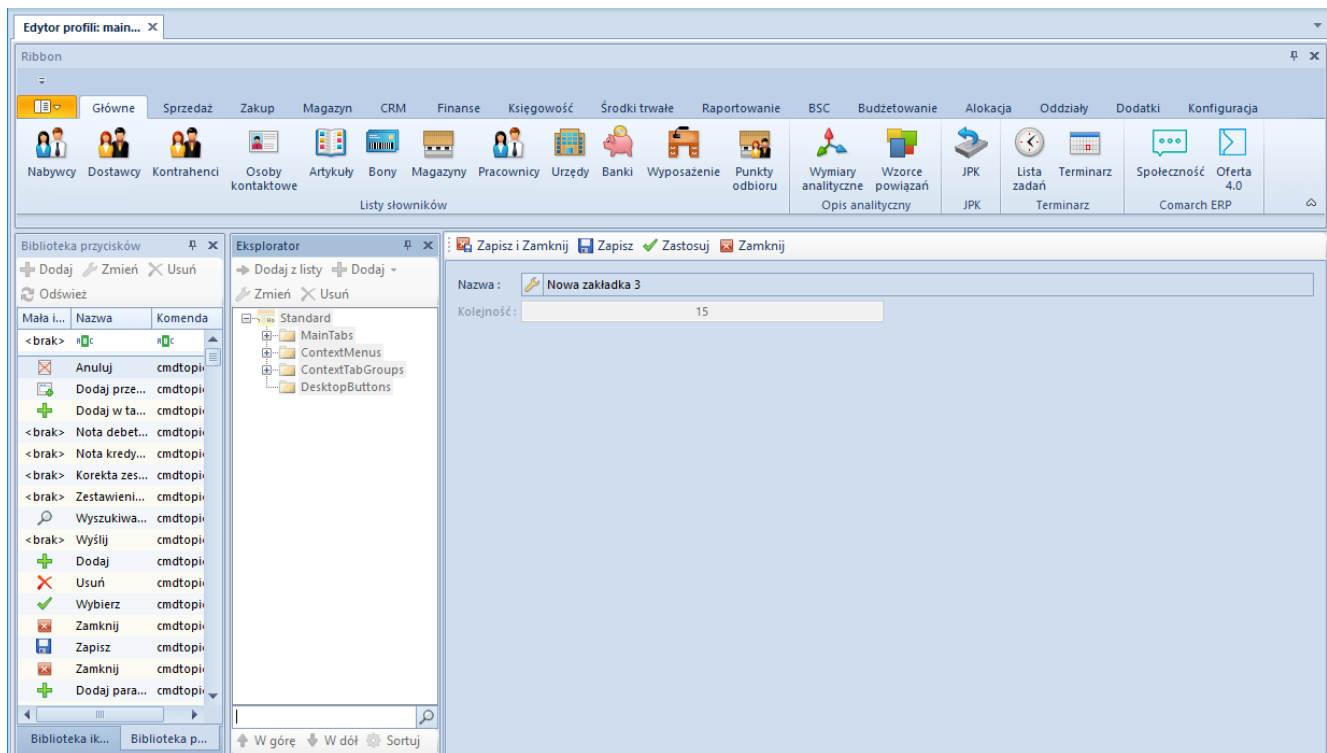 Edytor profili: main...
Ribbon
Główne Sprzedaż Zakup Magazyn CRM Finanse Księgowość Środki trwałe Raportowanie BSC Budżetowanie Alokacja Oddziały Dodatki Konfiguracja
Nabywcy Dostawcy Kontrahenci Osoby kontaktowe Artykuły Bony Magazyny Pracownicy Urzędy Banki Wyposażenie Punkty odbioru Wymiary analityczne Wzorce powiązań JPK Lista zadań Terminarz Społeczność Oferta 4.0
Listy słowników Opis analityczny JPK Terminarz Comarch ERP
Biblioteka przycisków
Dodaj Zmień Usuń
Odśwież
Mała i... Nazwa Komenda
<brak>
Anuluj cmdtopi
Dodaj prze... cmdtopi
Dodaj w ta... cmdtopi
<brak> Nota debet... cmdtopi
<brak> Nota kredy... cmdtopi
<brak> Korekta zes... cmdtopi
<brak> Zestawieni... cmdtopi
Wyszukiwa... cmdtopi
<brak> Wyślij cmdtopi
Dodaj cmdtopi
Usuń cmdtopi
Wybierz cmdtopi
Zamknij cmdtopi
Zapisz cmdtopi
Zamknij cmdtopi
Dodaj para... cmdtopi
Biblioteka ik... Biblioteka p...
Eksplorator
Dodaj z listy Dodaj
Zmień Usuń
Standard
MainTabs
ContextMenus
ContextTabGroups
DesktopButtons
W górę W dół Sortuj
Zapisz i Zamknij Zapisz Zastosuj Zamknij
Nazwa : Nowa zakładka 3
Kolejność : 15